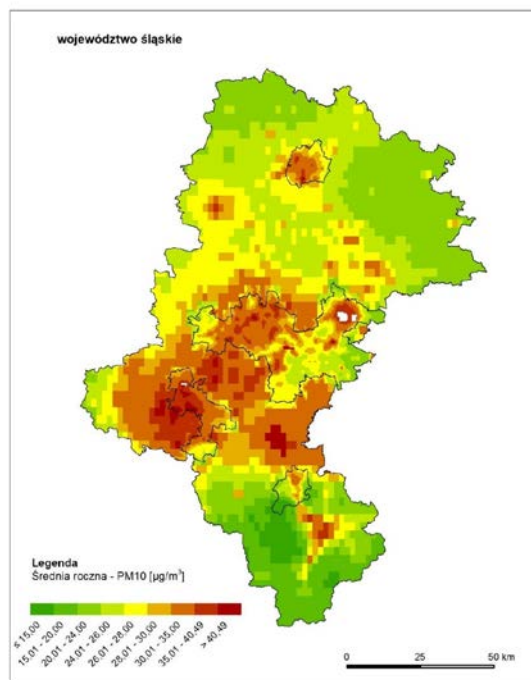 województwo śląskie
Legenda
Średnia roczna - PM10 [µg/m³]
≤ 15,00
15,01 - 20,00
20,01 - 24,00
24,01 - 26,00
26,01 - 28,00
28,01 - 30,00
30,01 - 35,00
35,01 - 40,49
> 40,49
0 25 50 km